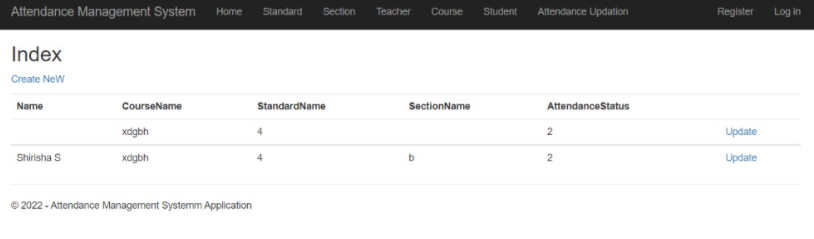 Attendance Management System Home Standard Section Teacher Course Student Attendance Updation Register Log in
Index
Create NeW
Name CourseName StandardName SectionName AttendanceStatus
xdgbh 4 2 Update
Shirisha S xdgbh 4 b 2 Update
© 2022 - Attendance Management Systemm Application